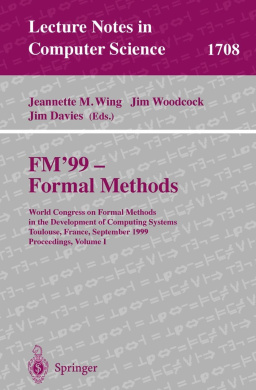 Lecture Notes in
Computer Science 1708
Jeannette M. Wing Jim Woodcock
Jim Davies (Eds.)
FM'99 –
Formal Methods
World Congress on Formal Methods
in the Development of Computing Systems
Toulouse, France, September 1999
Proceedings, Volume I
Springer